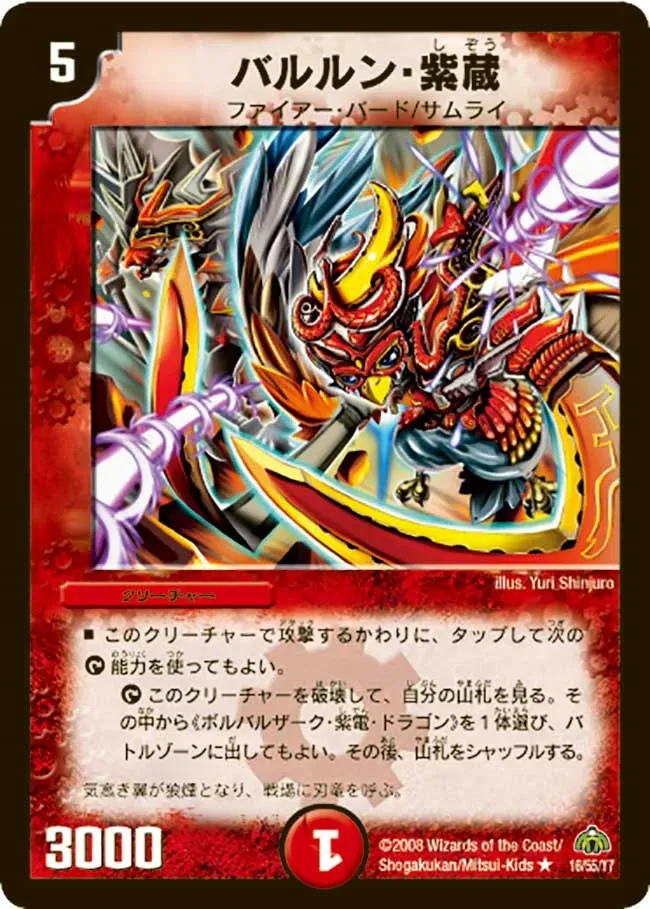 5
バルルン・紫蔵
しぞう
ファイアー・バード/サムライ
illus. Yuri Shinjuro
クリーチャー
■ このクリーチャーで攻撃するかわりに、タップして次の
能力を使ってもよい。
このクリーチャーを破壊して、自分の山札を見る。そ
の中から《ボルバルザーク・紫電・ドラゴン》を1体選び、バ
トルゾーンに出してもよい。その後、山札をシャッフルする。
気高き翼が狼煙となり、戦場に刃竜を呼ぶ。
3000
1
©2008 Wizards of the Coast/
Shogakukan/Mitsui-Kids ★
16/55/Y7